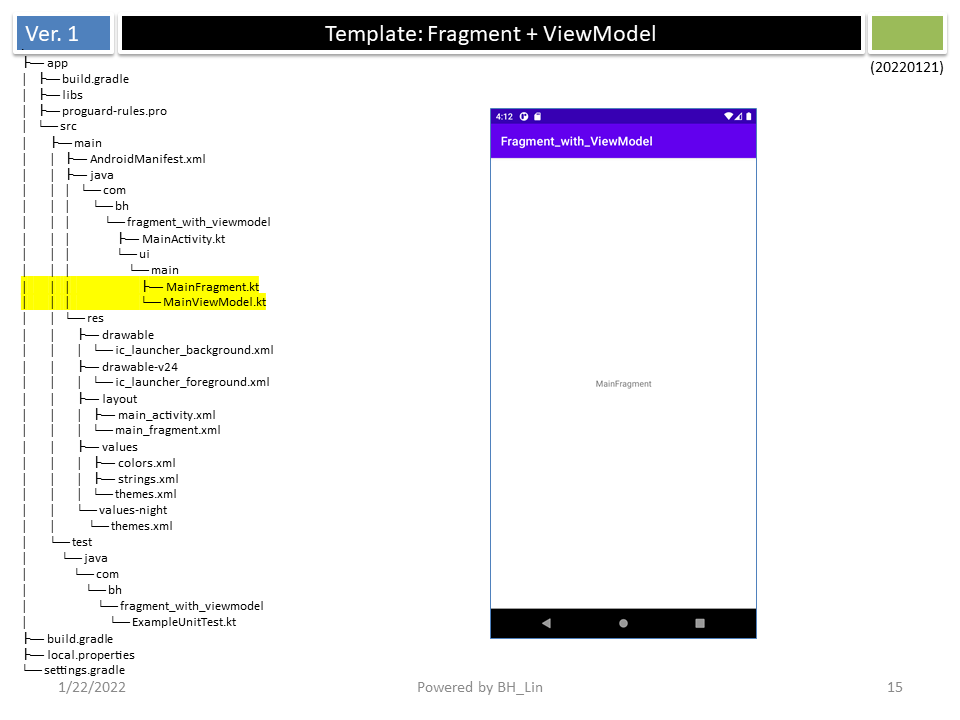 Ver. 1
Template: Fragment + ViewModel
(20220121)
├── app
│   ├── build.gradle
│   ├── libs
│   ├── proguard-rules.pro
│   └── src
│       ├── main
│       │   ├── AndroidManifest.xml
│       │   ├── java
│       │   │   └── com
│       │   │       └── bh
│       │   │           └── fragment_with_viewmodel
│       │   │               ├── MainActivity.kt
│       │   │               └── ui
│       │   │                   └── main
│       │   │                       ├── MainFragment.kt
│       │   │                       └── MainViewModel.kt
│       │   └── res
│       │       ├── drawable
│       │       │   └── ic_launcher_background.xml
│       │       ├── drawable-v24
│       │       │   └── ic_launcher_foreground.xml
│       │       ├── layout
│       │       │   ├── main_activity.xml
│       │       │   └── main_fragment.xml
│       │       ├── values
│       │       │   ├── colors.xml
│       │       │   ├── strings.xml
│       │       │   └── themes.xml
│       │       └── values-night
│       │           └── themes.xml
│       └── test
│           └── java
│               └── com
│                   └── bh
│                       └── fragment_with_viewmodel
│                           └── ExampleUnitTest.kt
├── build.gradle
├── local.properties
└── settings.gradle
4:12
Fragment_with_ViewModel
MainFragment
1/22/2022
Powered by BH_Lin
15